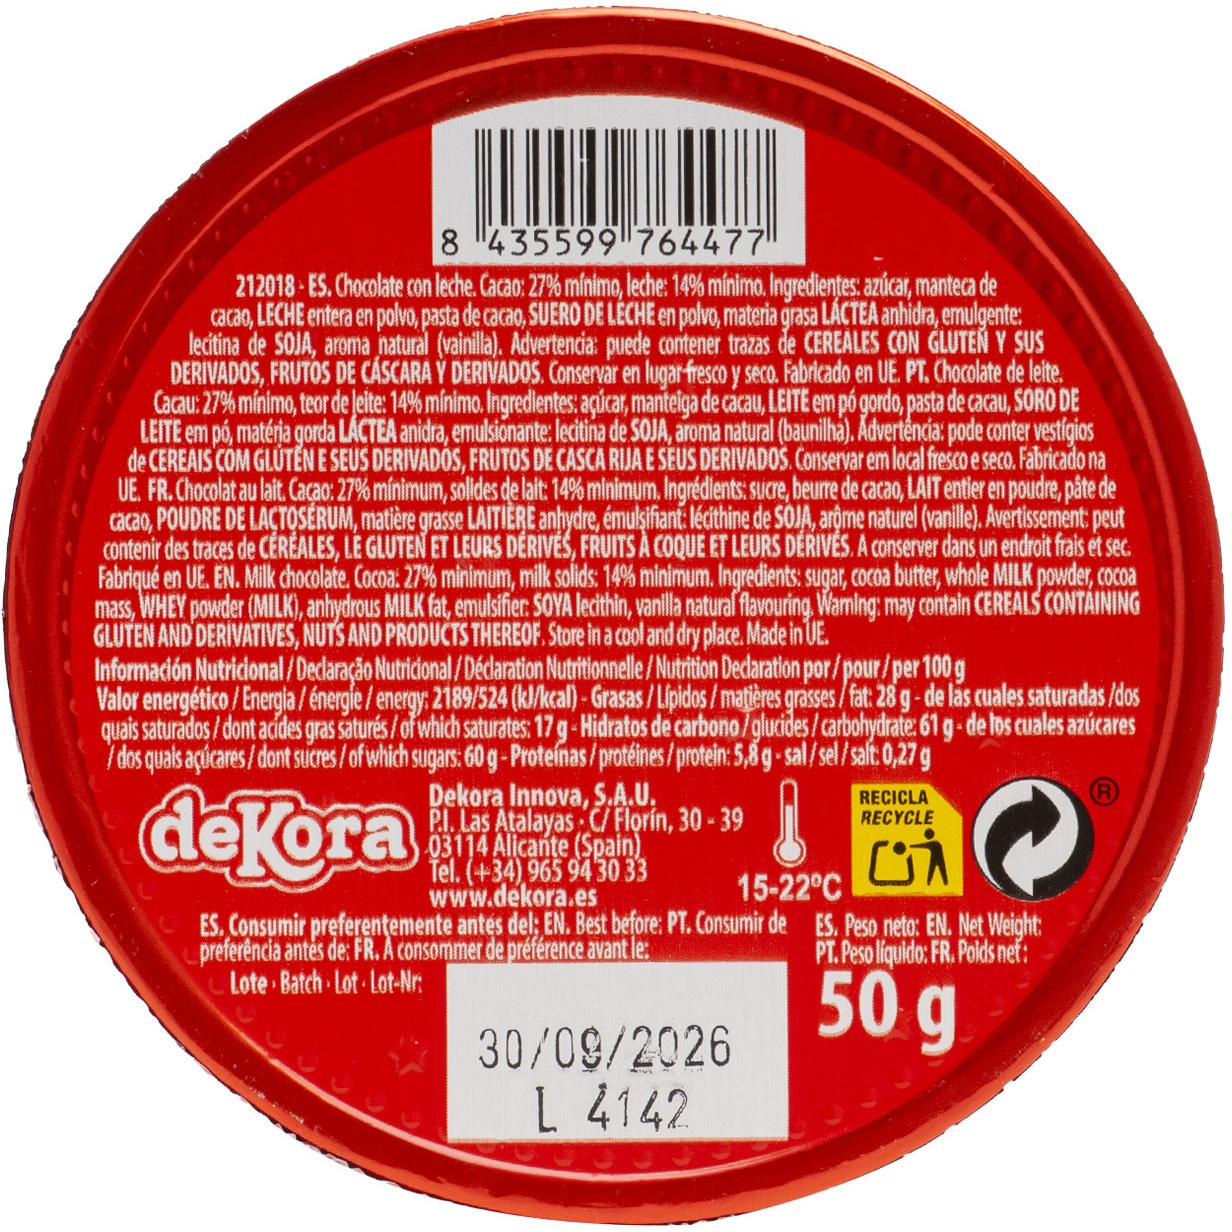 8 435599 764477
212018 - ES. Chocolate con leche. Cacao: 27% mínimo, leche: 14% mínimo. Ingredientes: azúcar, manteca de
cacao, LECHE entera en polvo, pasta de cacao, SUERO DE LECHE en polvo, materia grasa LÁCTEA anhidra, emulgente:
lecitina de SOJA, aroma natural (vainilla). Advertencia: puede contener trazas de CEREALES CON GLUTEN Y SUS
DERIVADOS, FRUTOS DE CÁSCARA Y DERIVADOS. Conservar en lugar fresco y seco. Fabricado en UE. PT. Chocolate de leite.
Cacau: 27% mínimo, teor de leite: 14% mínimo. Ingredientes: açúcar, manteiga de cacau, LEITE em pó gordo, pasta de cacau, SORO DE
LEITE em pó, matéria gorda LÁCTEA anidra, emulsionante: lecitina de SOJA, aroma natural (baunilha). Advertência: pode conter vestígios
de CEREAIS COM GLÚTEN E SEUS DERIVADOS, FRUTOS DE CASCA RIJA E SEUS DERIVADOS. Conservar em local fresco e seco. Fabricado na
UE. FR. Chocolat au lait. Cacao: 27% mínimum, solides de lait: 14% minimum. Ingrédients: sucre, beurre de cacao, LAIT entier en poudre, pâte de
cacao, POUDRE DE LACTOSÉRUM, matière grasse LAITIÈRE anhydre, émulsifiant: lécithine de SOJA, arôme naturel (vanille). Avertissement: peut
contenir des traces de CÉRÉALES, LE GLUTEN ET LEURS DÉRIVÉS, FRUITS À COQUE ET LEURS DÉRIVÉS. A conserver dans un endroit frais et sec.
Fabriqué en UE. EN. Milk chocolate. Cocoa: 27% minimum, milk solids: 14% minimum. Ingredients: sugar, cocoa butter, whole MILK powder, cocoa
mass, WHEY powder (MILK), anhydrous MILK fat, emulsifier: SOYA lecithin, vanilla natural flavouring. Warning: may contain CEREALS CONTAINING
GLUTEN AND DERIVATIVES, NUTS AND PRODUCTS THEREOF. Store in a cool and dry place. Made in UE.
Información Nutricional / Declaração Nutricional / Déclaration Nutritionnelle / Nutrition Declaration por / pour / per 100 g
Valor energético / Energia / énergie / energy: 2189/524 (kJ/kcal) - Grasas / Lípidos / matières grasses / fat: 28 g - de las cuales saturadas /dos
quais saturados / dont acides gras saturés / of which saturates: 17 g - Hidratos de carbono / glucides / carbohydrate: 61 g - de los cuales azúcares
/ dos quais açúcares / dont sucres / of which sugars: 60 g - Proteínas / protéines / protein: 5,8 g - sal / sel / salt: 0,27 g
deKora
Dekora Innova, S.A.U.
P.I. Las Atalayas - C/ Florín, 30 - 39
03114 Alicante (Spain)
Tel. (+34) 965 94 30 33
www.dekora.es
15-22ºC
RECICLA
RECYCLE
®
ES. Consumir preferentemente antes del: EN. Best before: PT. Consumir de
preferência antes de: FR. À consommer de préférence avant le:
Lote · Batch · Lot · Lot-Nr:
ES. Peso neto: EN. Net Weight:
PT. Peso líquido: FR. Poids net:
50 g
30/09/2026
L 4142